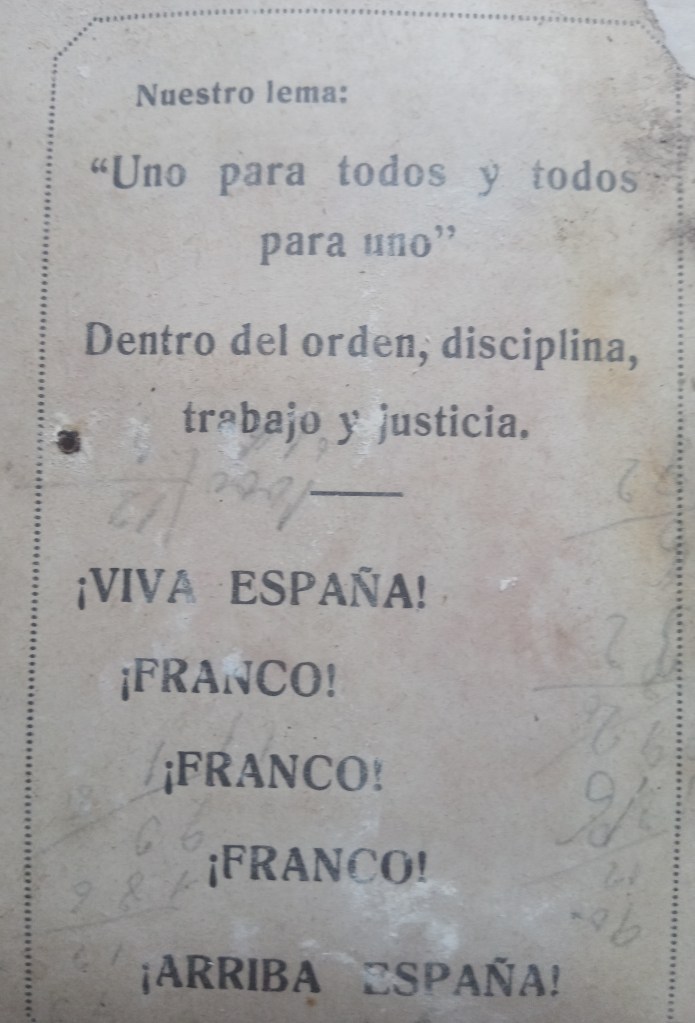 Nuestro lema:
“Uno para todos y todos
para uno”
Dentro del orden, disciplina,
trabajo y justicia.
¡VIVA ESPAÑA!
¡FRANCO!
¡FRANCO!
¡FRANCO!
¡ARRIBA ESPAÑA!